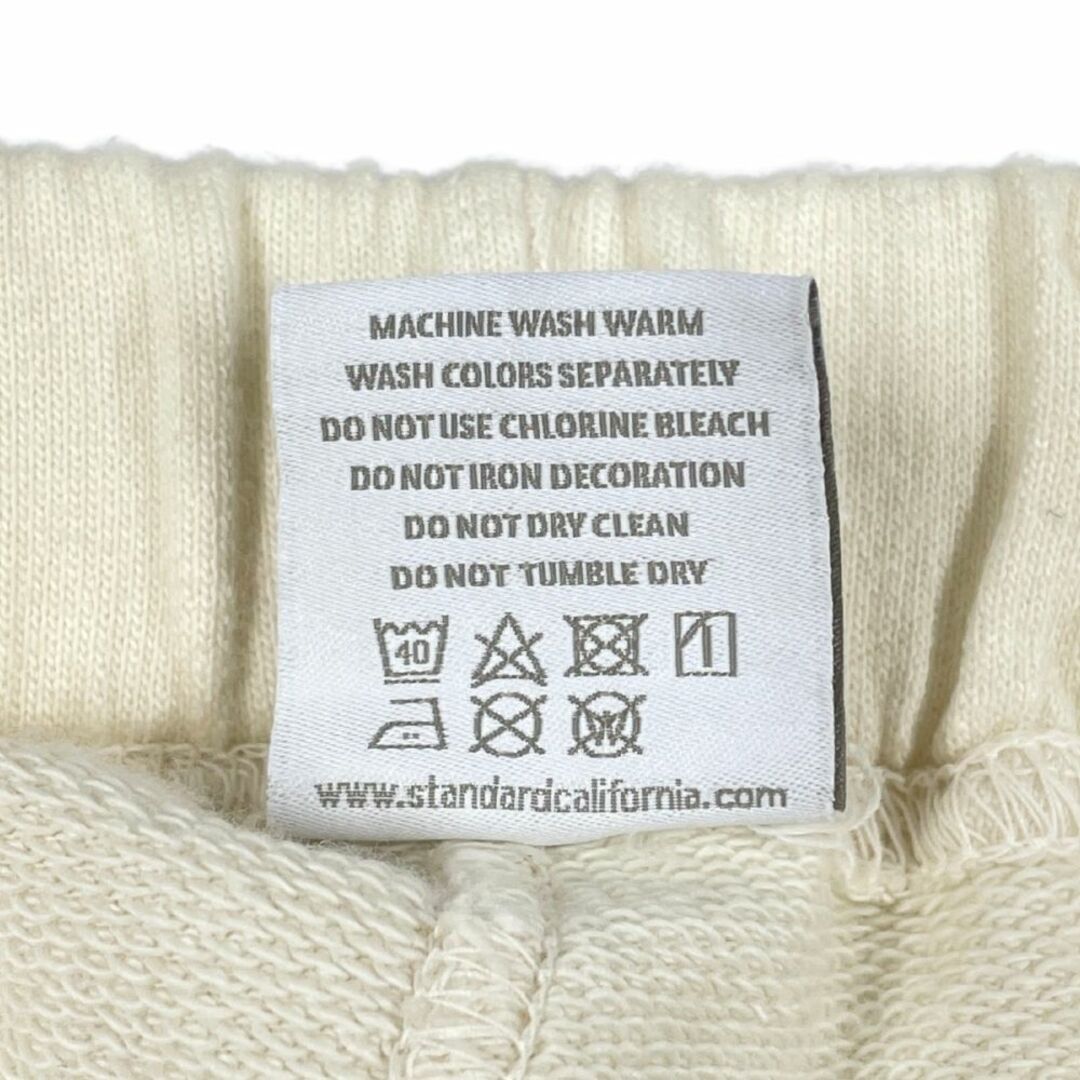 MACHINE WASH WARM
WASH COLORS SEPARATELY
DO NOT USE CHLORINE BLEACH
DO NOT IRON DECORATION
DO NOT DRY CLEAN
DO NOT TUMBLE DRY
40
W
www.standardcalifornia.com